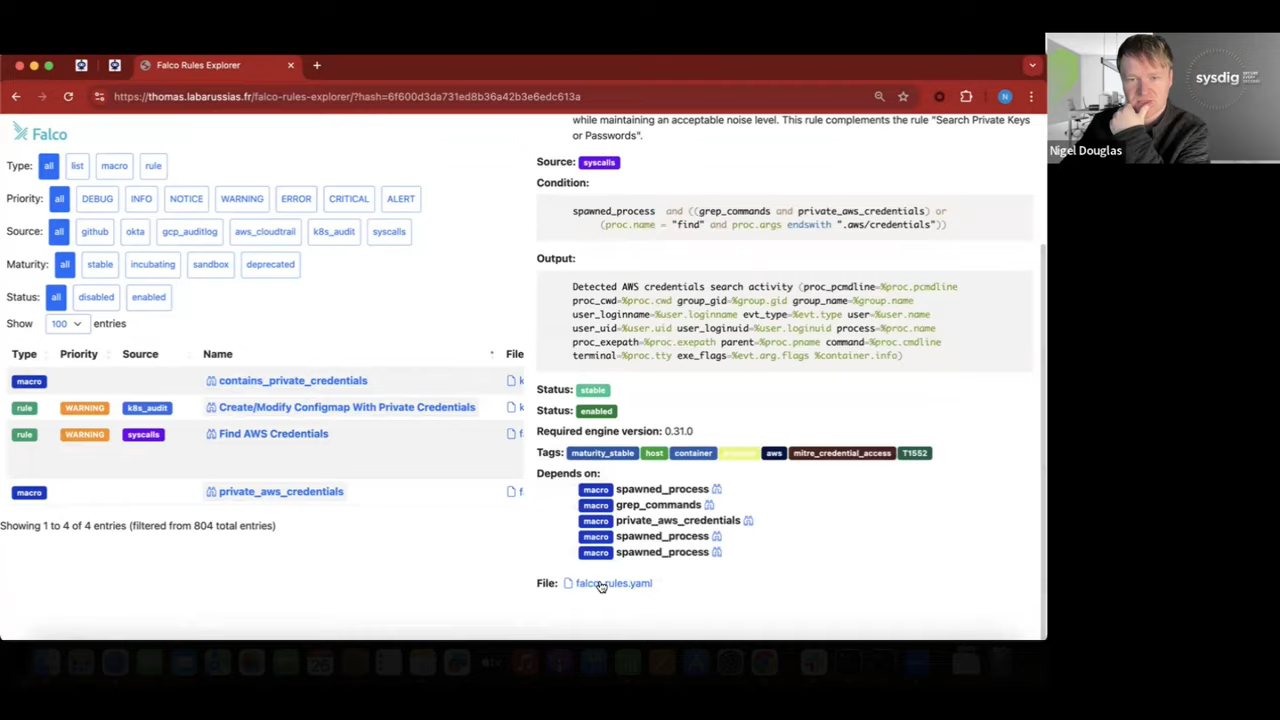 Falco Rules Explorer
https://thomas.labarussias.fr/falco-rules-explorer/?hash=6f600d3da731ed8b36a42b3e6edc613a
N
sysdig
Nigel Douglas
Falco
Type: all list macro rule
Priority: all DEBUG INFO NOTICE WARNING ERROR CRITICAL ALERT
Source: all github okta gcp_auditlog aws_cloudtrail k8s_audit syscalls
Maturity: all stable incubating sandbox deprecated
Status: all disabled enabled
Show 100 entries
Type Priority Source Name File
macro contains_private_credentials k
rule WARNING k8s_audit Create/Modify Configmap With Private Credentials k
rule WARNING syscalls Find AWS Credentials f
macro private_aws_credentials f
Showing 1 to 4 of 4 entries (filtered from 804 total entries)
while maintaining an acceptable noise level. This rule complements the rule "Search Private Keys
or Passwords".
Source: syscalls
Condition:
spawned_process and ((grep_commands and private_aws_credentials) or
(proc.name = "find" and proc.args endswith ".aws/credentials"))
Output:
Detected AWS credentials search activity (proc_pcmdline=%proc.pcmdline
proc_cwd=%proc.cwd group_gid=%group.gid group_name=%group.name
user_loginname=%user.loginname evt_type=%evt.type user=%user.name
user_uid=%user.uid user_loginuid=%user.loginuid process=%proc.name
proc_exepath=%proc.exepath parent=%proc.pname command=%proc.cmdline
terminal=%proc.tty exe_flags=%evt.arg.flags %container.info)
Status: stable
Status: enabled
Required engine version: 0.31.0
Tags: maturity_stable host container aws mitre_credential_access T1552
Depends on:
macro spawned_process
macro grep_commands
macro private_aws_credentials
macro spawned_process
macro spawned_process
File: falco-rules.yaml